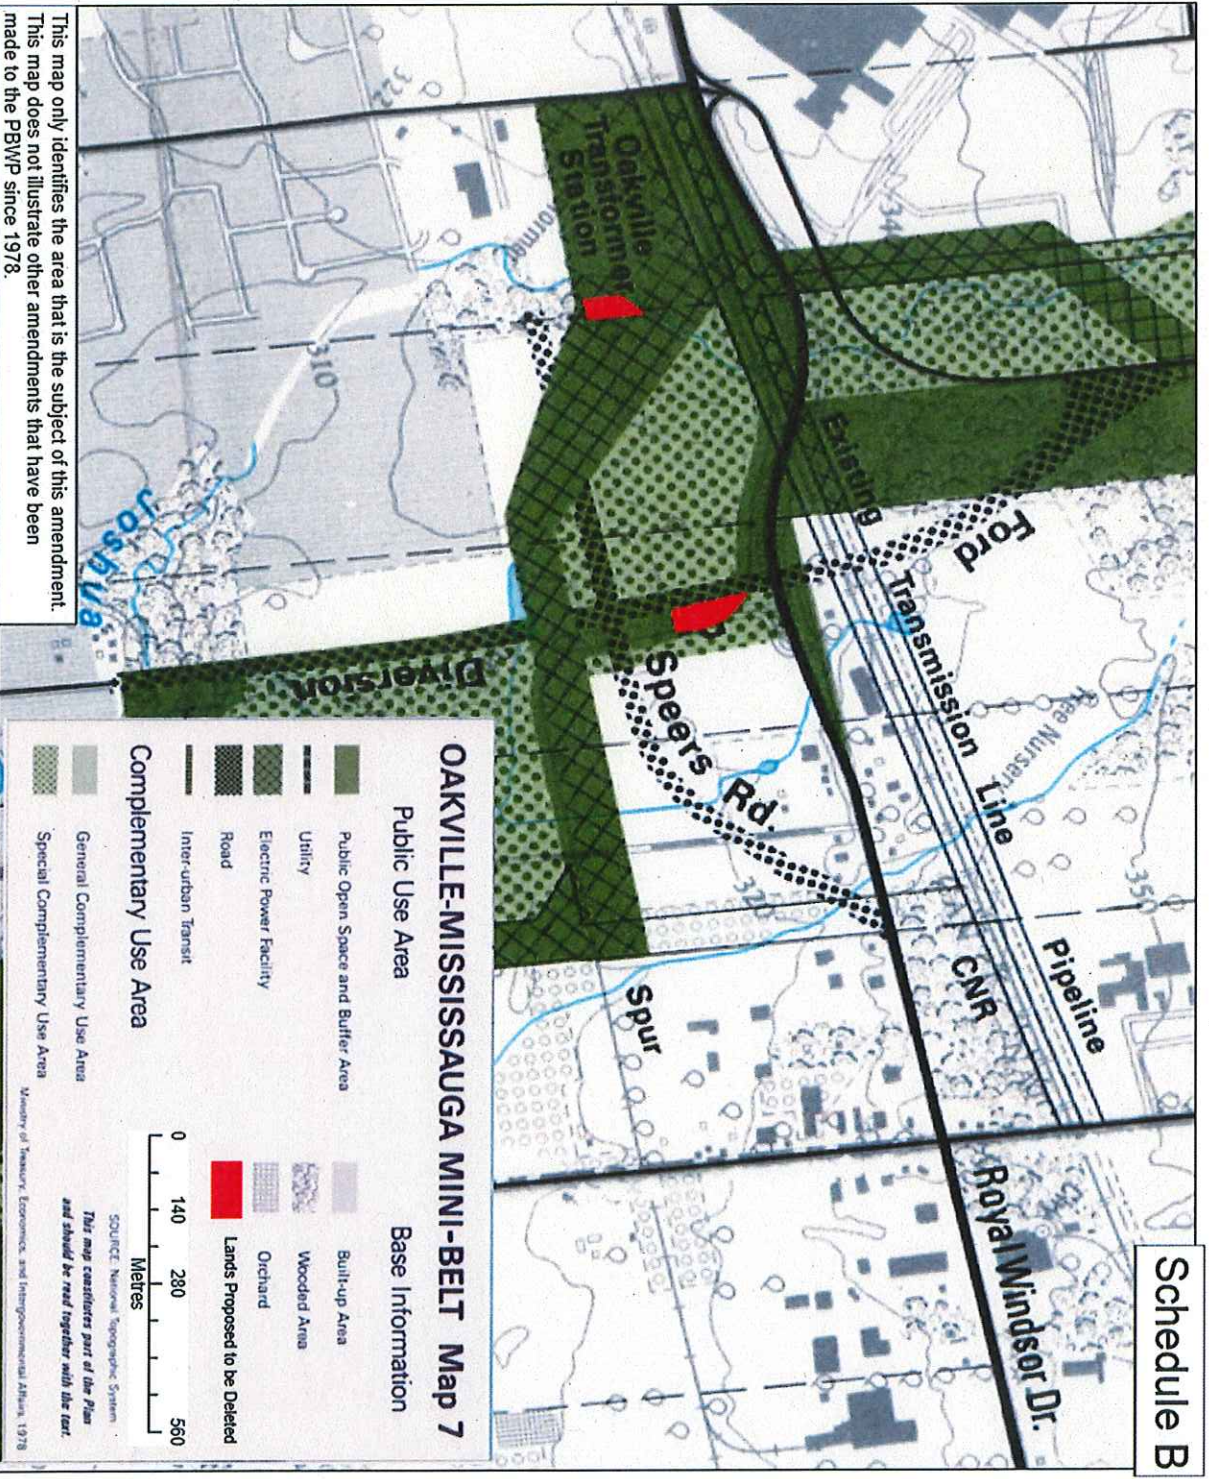 Schedule B
Oakville
Transformer
Station
Existing
Transmission
Line
Ford
Pipeline
CNR
Royal Windsor Dr.
Speers
Rd.
Spur
Diversion
Joshua
Tree Nursery
310
322
320
350
OAKVILLE-MISSISSAUGA MINI-BELT Map 7
Public Use Area
Public Open Space and Buffer Area
Utility
Electric Power Facility
Road
Inter-urban Transit
Complementary Use Area
General Complementary Use Area
Special Complementary Use Area
Base Information
Built-up Area
Wooded Area
Orchard
Lands Proposed to be Deleted
0 140 280 560
Metres
SOURCE: National Topographic System
This map constitutes part of the Plan
and should be read together with the text.
Ministry of Treasury, Economics, and Intergovernmental Affairs, 1978
This map only identifies the area that is the subject of this amendment.
This map does not illustrate other amendments that have been
made to the PBWP since 1978.